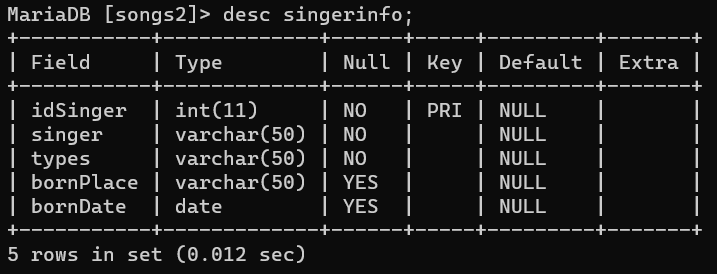 MariaDB [songs2]> desc singerinfo;
+-----------+-------------+------+-----+---------+-------+
| Field     | Type        | Null | Key | Default | Extra |
+-----------+-------------+------+-----+---------+-------+
| idSinger  | int(11)     | NO   | PRI | NULL    |       |
| singer    | varchar(50) | NO   |     | NULL    |       |
| types     | varchar(50) | NO   |     | NULL    |       |
| bornPlace | varchar(50) | YES  |     | NULL    |       |
| bornDate  | date        | YES  |     | NULL    |       |
+-----------+-------------+------+-----+---------+-------+
5 rows in set (0.012 sec)